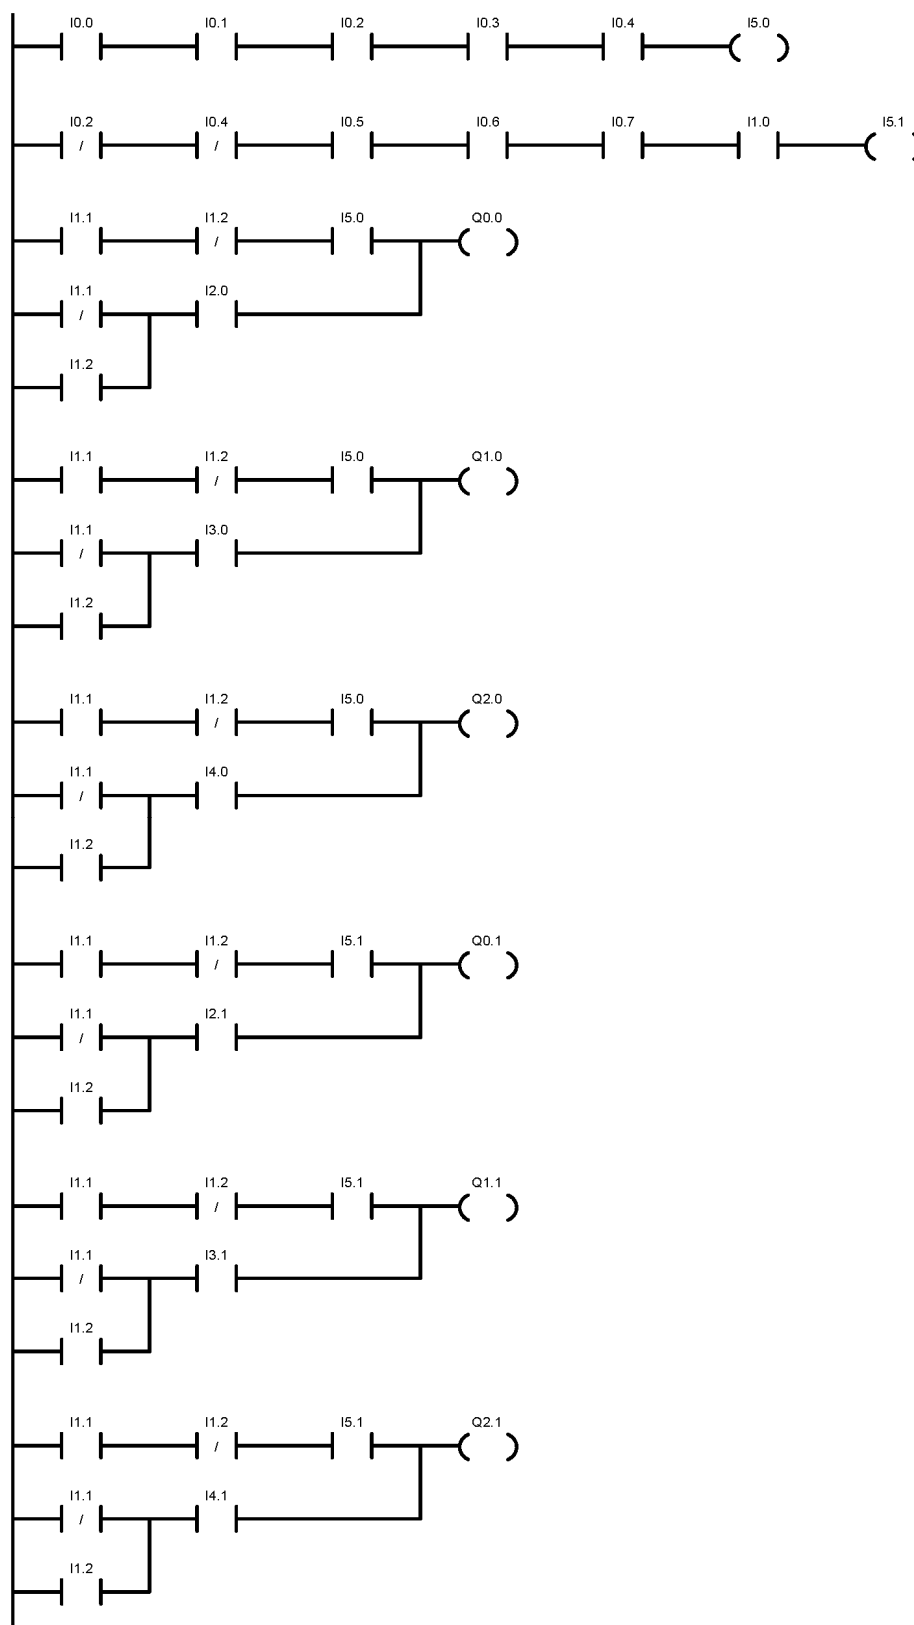 I0.0 I0.1 I0.2 I0.3 I0.4 I5.0
I0.2 I0.4 I0.5 I0.6 I0.7 I1.0 I5.1
/ /
I1.1 I1.2 I5.0 Q0.0
/
I1.1 I2.0
/
I1.2
I1.1 I1.2 I5.0 Q1.0
/
I1.1 I3.0
/
I1.2
I1.1 I1.2 I5.0 Q2.0
/
I1.1 I4.0
/
I1.2
I1.1 I1.2 I5.1 Q0.1
/
I1.1 I2.1
/
I1.2
I1.1 I1.2 I5.1 Q1.1
/
I1.1 I3.1
/
I1.2
I1.1 I1.2 I5.1 Q2.1
/
I1.1 I4.1
/
I1.2